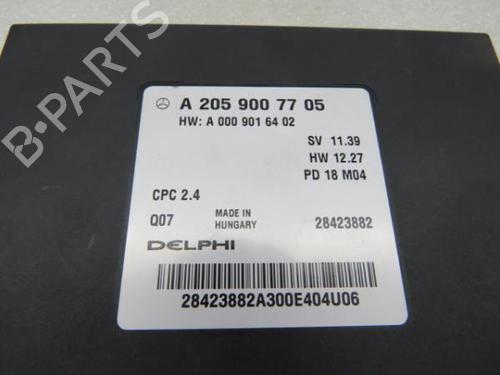 A 205 900 77 05
HW: A 000 901 64 02
SV 11.39
HW 12.27
PD 18 M04
CPC 2.4
Q07 MADE IN HUNGARY 28423882
DELPHI
28423882A300E404U06
B-PARTS